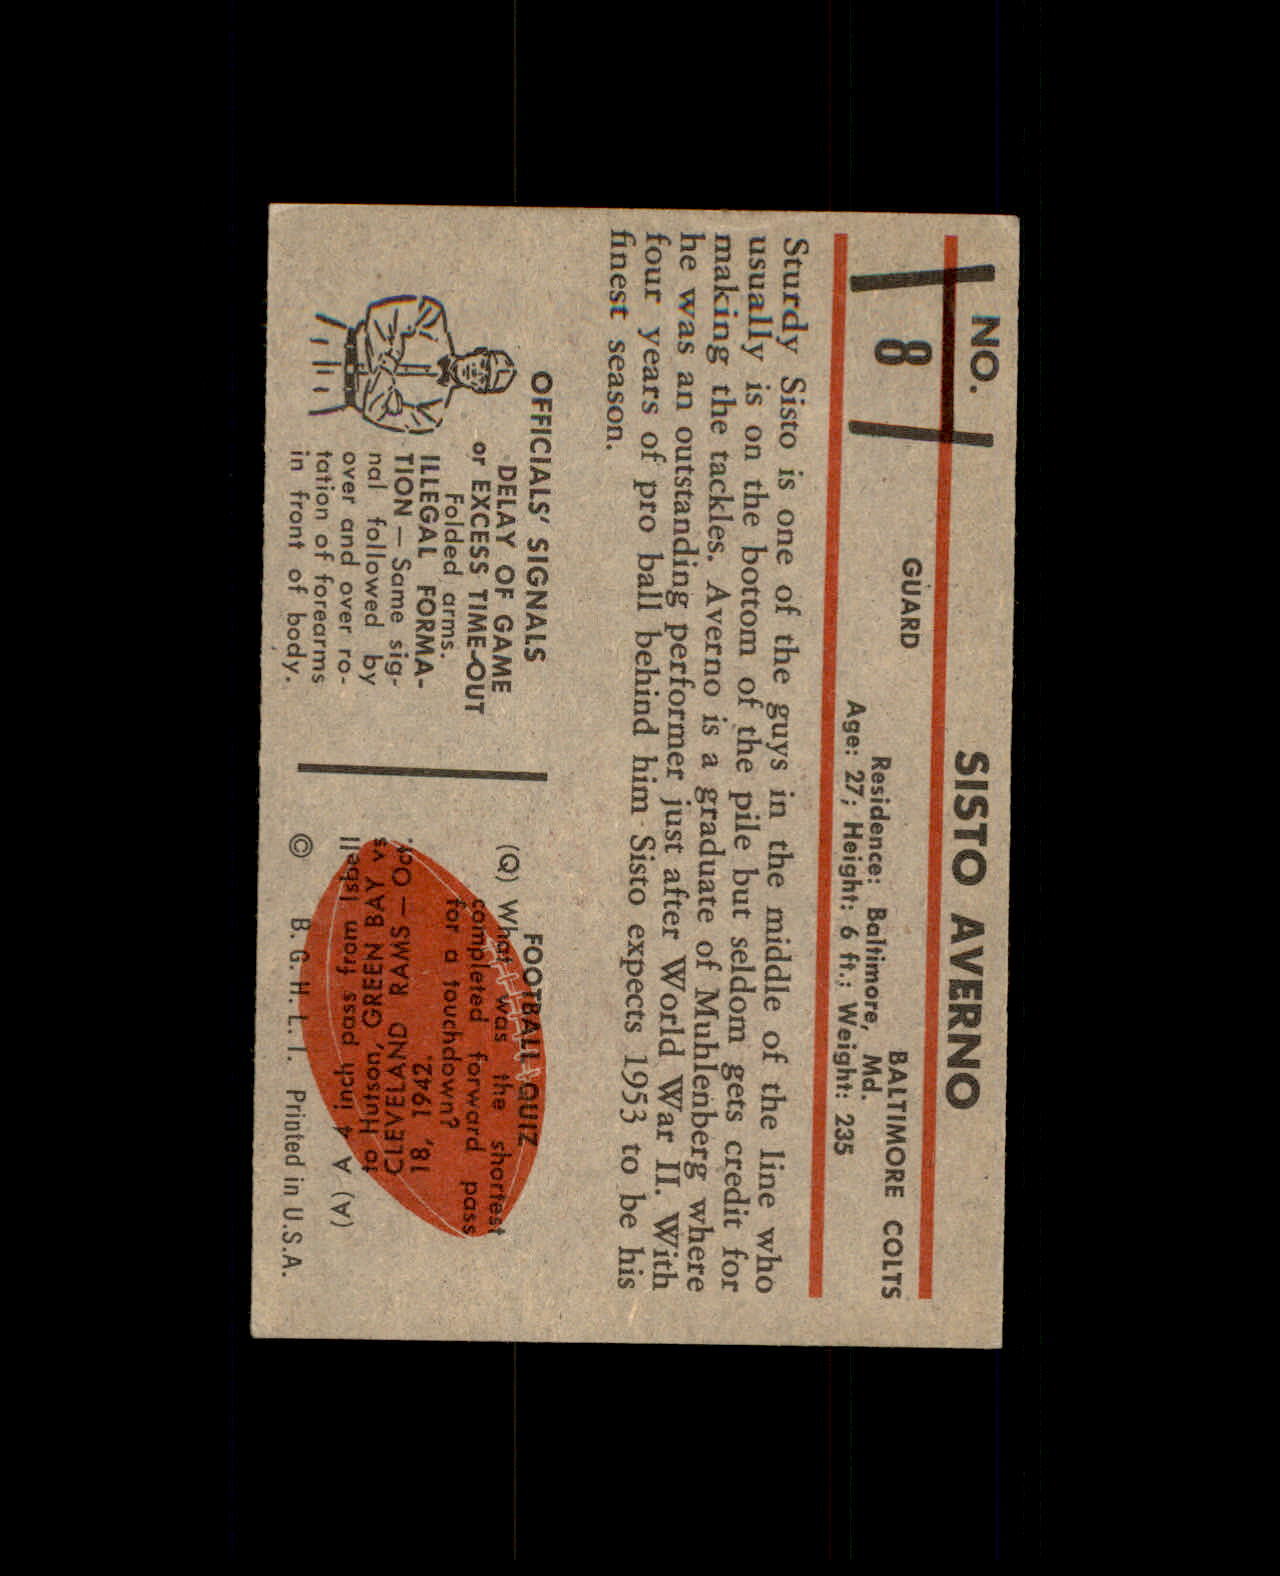 NO.
8
SISTO AVERNO
GUARD
BALTIMORE COLTS
Residence: Baltimore, Md.
Age: 27; Height: 6 ft.; Weight: 235
Sturdy Sisto is one of the guys in the middle of the line who
usually is on the bottom of the pile but seldom gets credit for
making the tackles. Averno is a graduate of Muhlenberg where
he was an outstanding performer just after World War II. With
four years of pro ball behind him Sisto expects 1953 to be his
finest season.
OFFICIALS' SIGNALS
DELAY OF GAME
or EXCESS TIME-OUT
Folded arms.
ILLEGAL FORMA-
TION — Same sig-
nal followed by
over and over ro-
tation of forearms
in front of body.
FOOTBALL QUIZ
(Q) What was the shortest
completed forward pass
for a touchdown?
(A) A 4 inch pass from Isbell
to Hutson, GREEN BAY vs
CLEVELAND RAMS — Oct.
18, 1942.
© B. G. H. L. I. Printed in U.S.A.